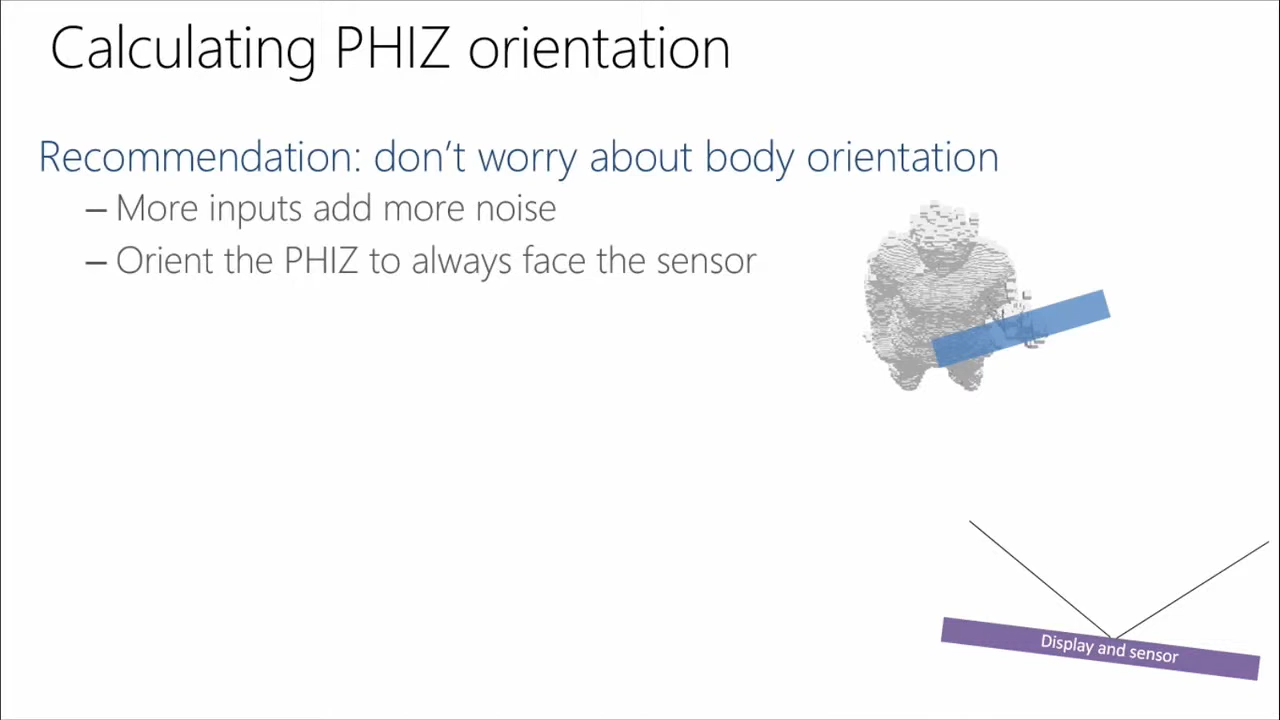 Calculating PHIZ orientation
Recommendation: don't worry about body orientation
– More inputs add more noise
– Orient the PHIZ to always face the sensor
Display and sensor